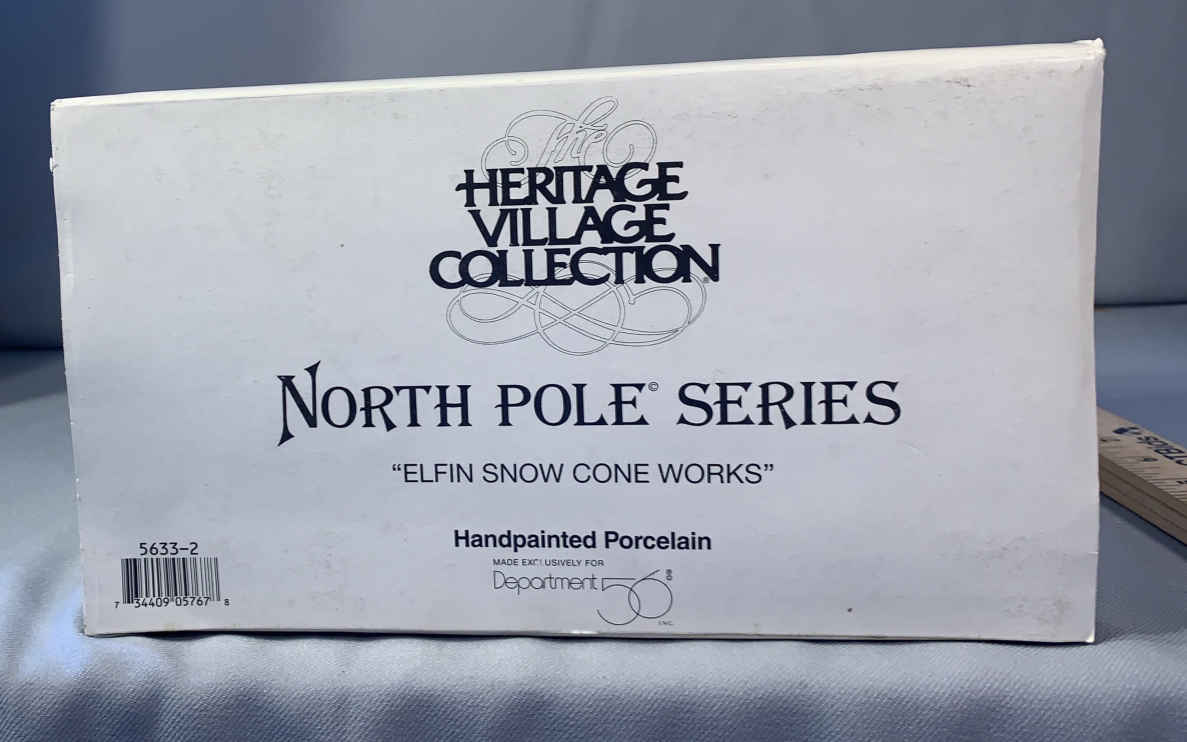 The
HERITAGE
VILLAGE
COLLECTION®
NORTH POLE© SERIES
“ELFIN SNOW CONE WORKS”
Handpainted Porcelain
MADE EXCLUSIVELY FOR
Department 56®
INC.
5633-2
7 34409 05767 8